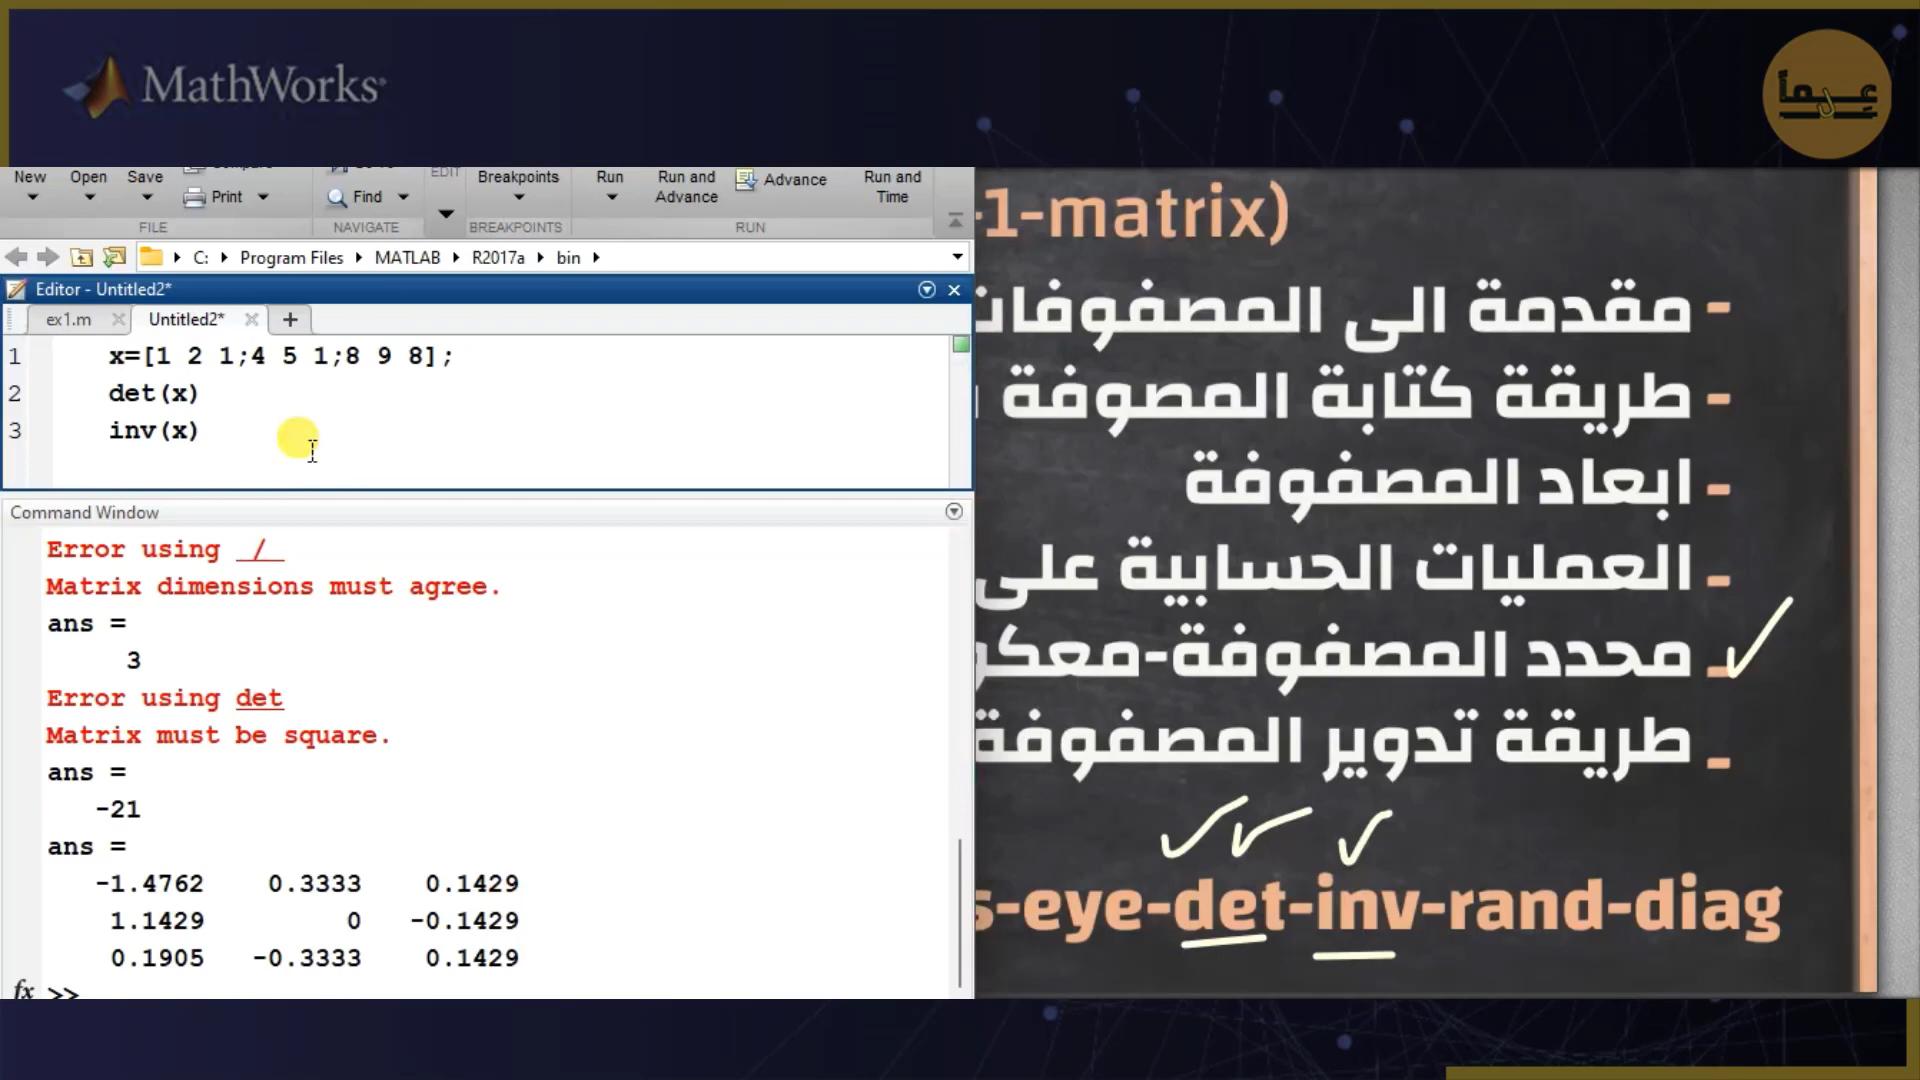 MathWorks®
عِلماً
New Open Save Print Find EDIT Breakpoints Run Run and Advance Advance Run and Time
FILE NAVIGATE BREAKPOINTS RUN
C: Program Files MATLAB R2017a bin
Editor - Untitled2*
ex1.m Untitled2* +
1 x=[1 2 1;4 5 1;8 9 8];
2 det(x)
3 inv(x)
Command Window
Error using /
Matrix dimensions must agree.
ans =
3
Error using det
Matrix must be square.
ans =
-21
ans =
-1.4762 0.3333 0.1429
1.1429 0 -0.1429
0.1905 -0.3333 0.1429
fx >>
1-matrix)
- مقدمة الى المصفوفات
- طريقة كتابة المصوفة
- ابعاد المصفوفة
- العمليات الحسابية على
- محدد المصفوفة-معكو
- طريقة تدوير المصفوفة
s-eye-det-inv-rand-diag